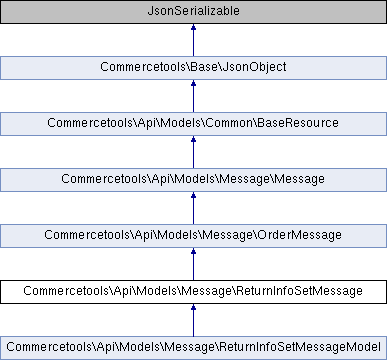 JsonSerializable
Commercetools\Base\JsonObject
Commercetools\Api\Models\Common\BaseResource
Commercetools\Api\Models\Message\Message
Commercetools\Api\Models\Message\OrderMessage
Commercetools\Api\Models\Message\ReturnInfoSetMessage
Commercetools\Api\Models\Message\ReturnInfoSetMessageModel